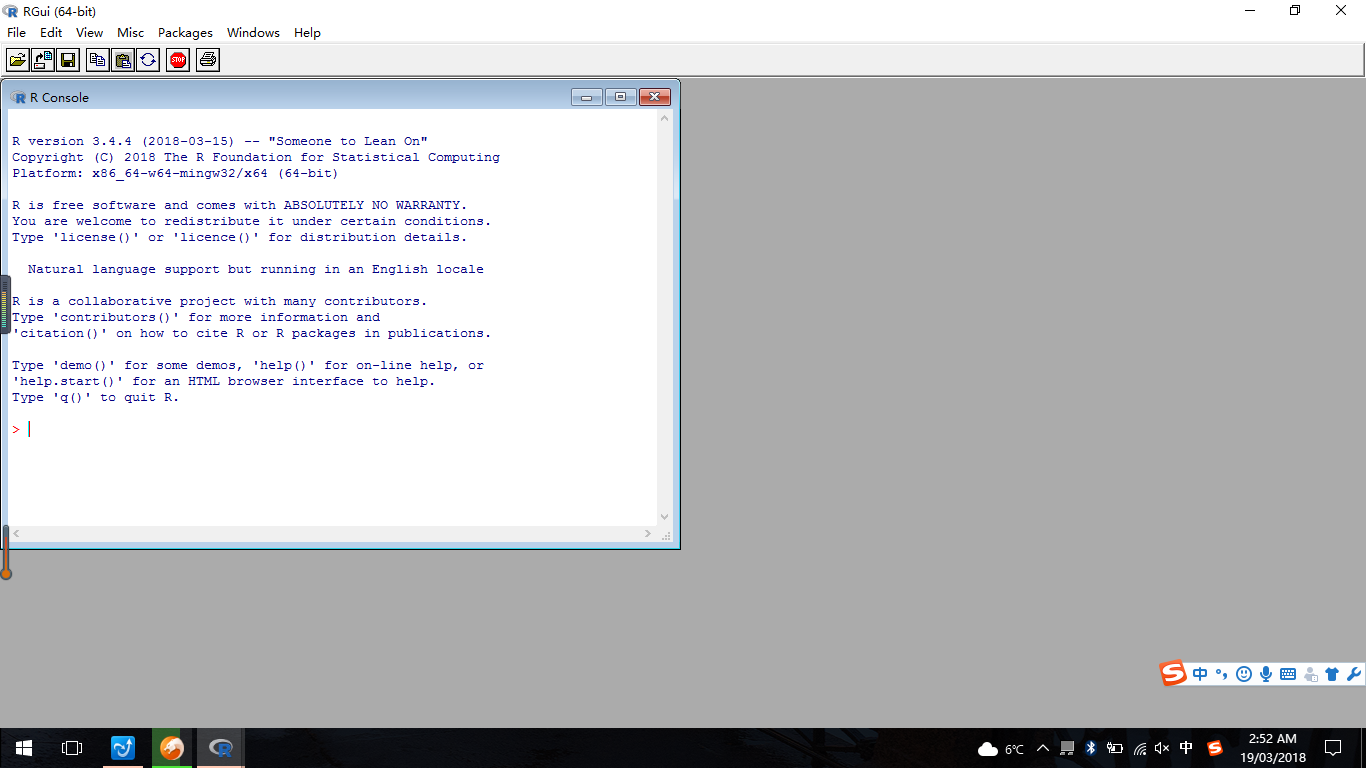 RGui (64-bit)
File Edit View Misc Packages Windows Help
STOP
R Console
R version 3.4.4 (2018-03-15) -- "Someone to Lean On"
Copyright (C) 2018 The R Foundation for Statistical Computing
Platform: x86_64-w64-mingw32/x64 (64-bit)
R is free software and comes with ABSOLUTELY NO WARRANTY.
You are welcome to redistribute it under certain conditions.
Type 'license()' or 'licence()' for distribution details.
Natural language support but running in an English locale
R is a collaborative project with many contributors.
Type 'contributors()' for more information and
'citation()' on how to cite R or R packages in publications.
Type 'demo()' for some demos, 'help()' for on-line help, or
'help.start()' for an HTML browser interface to help.
Type 'q()' to quit R.
>
S 中 °,
6°C 中 S 2:52 AM
19/03/2018